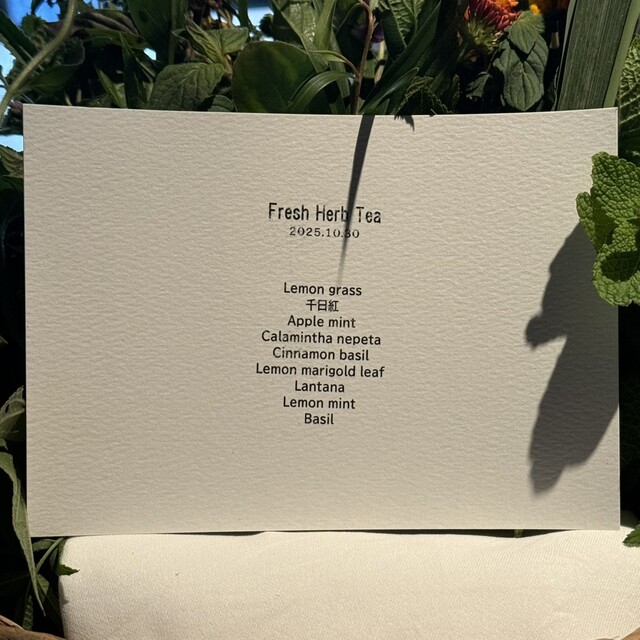 Fresh Herb Tea
2025.10.30
Lemon grass
千日紅
Apple mint
Calamintha nepeta
Cinnamon basil
Lemon marigold leaf
Lantana
Lemon mint
Basil